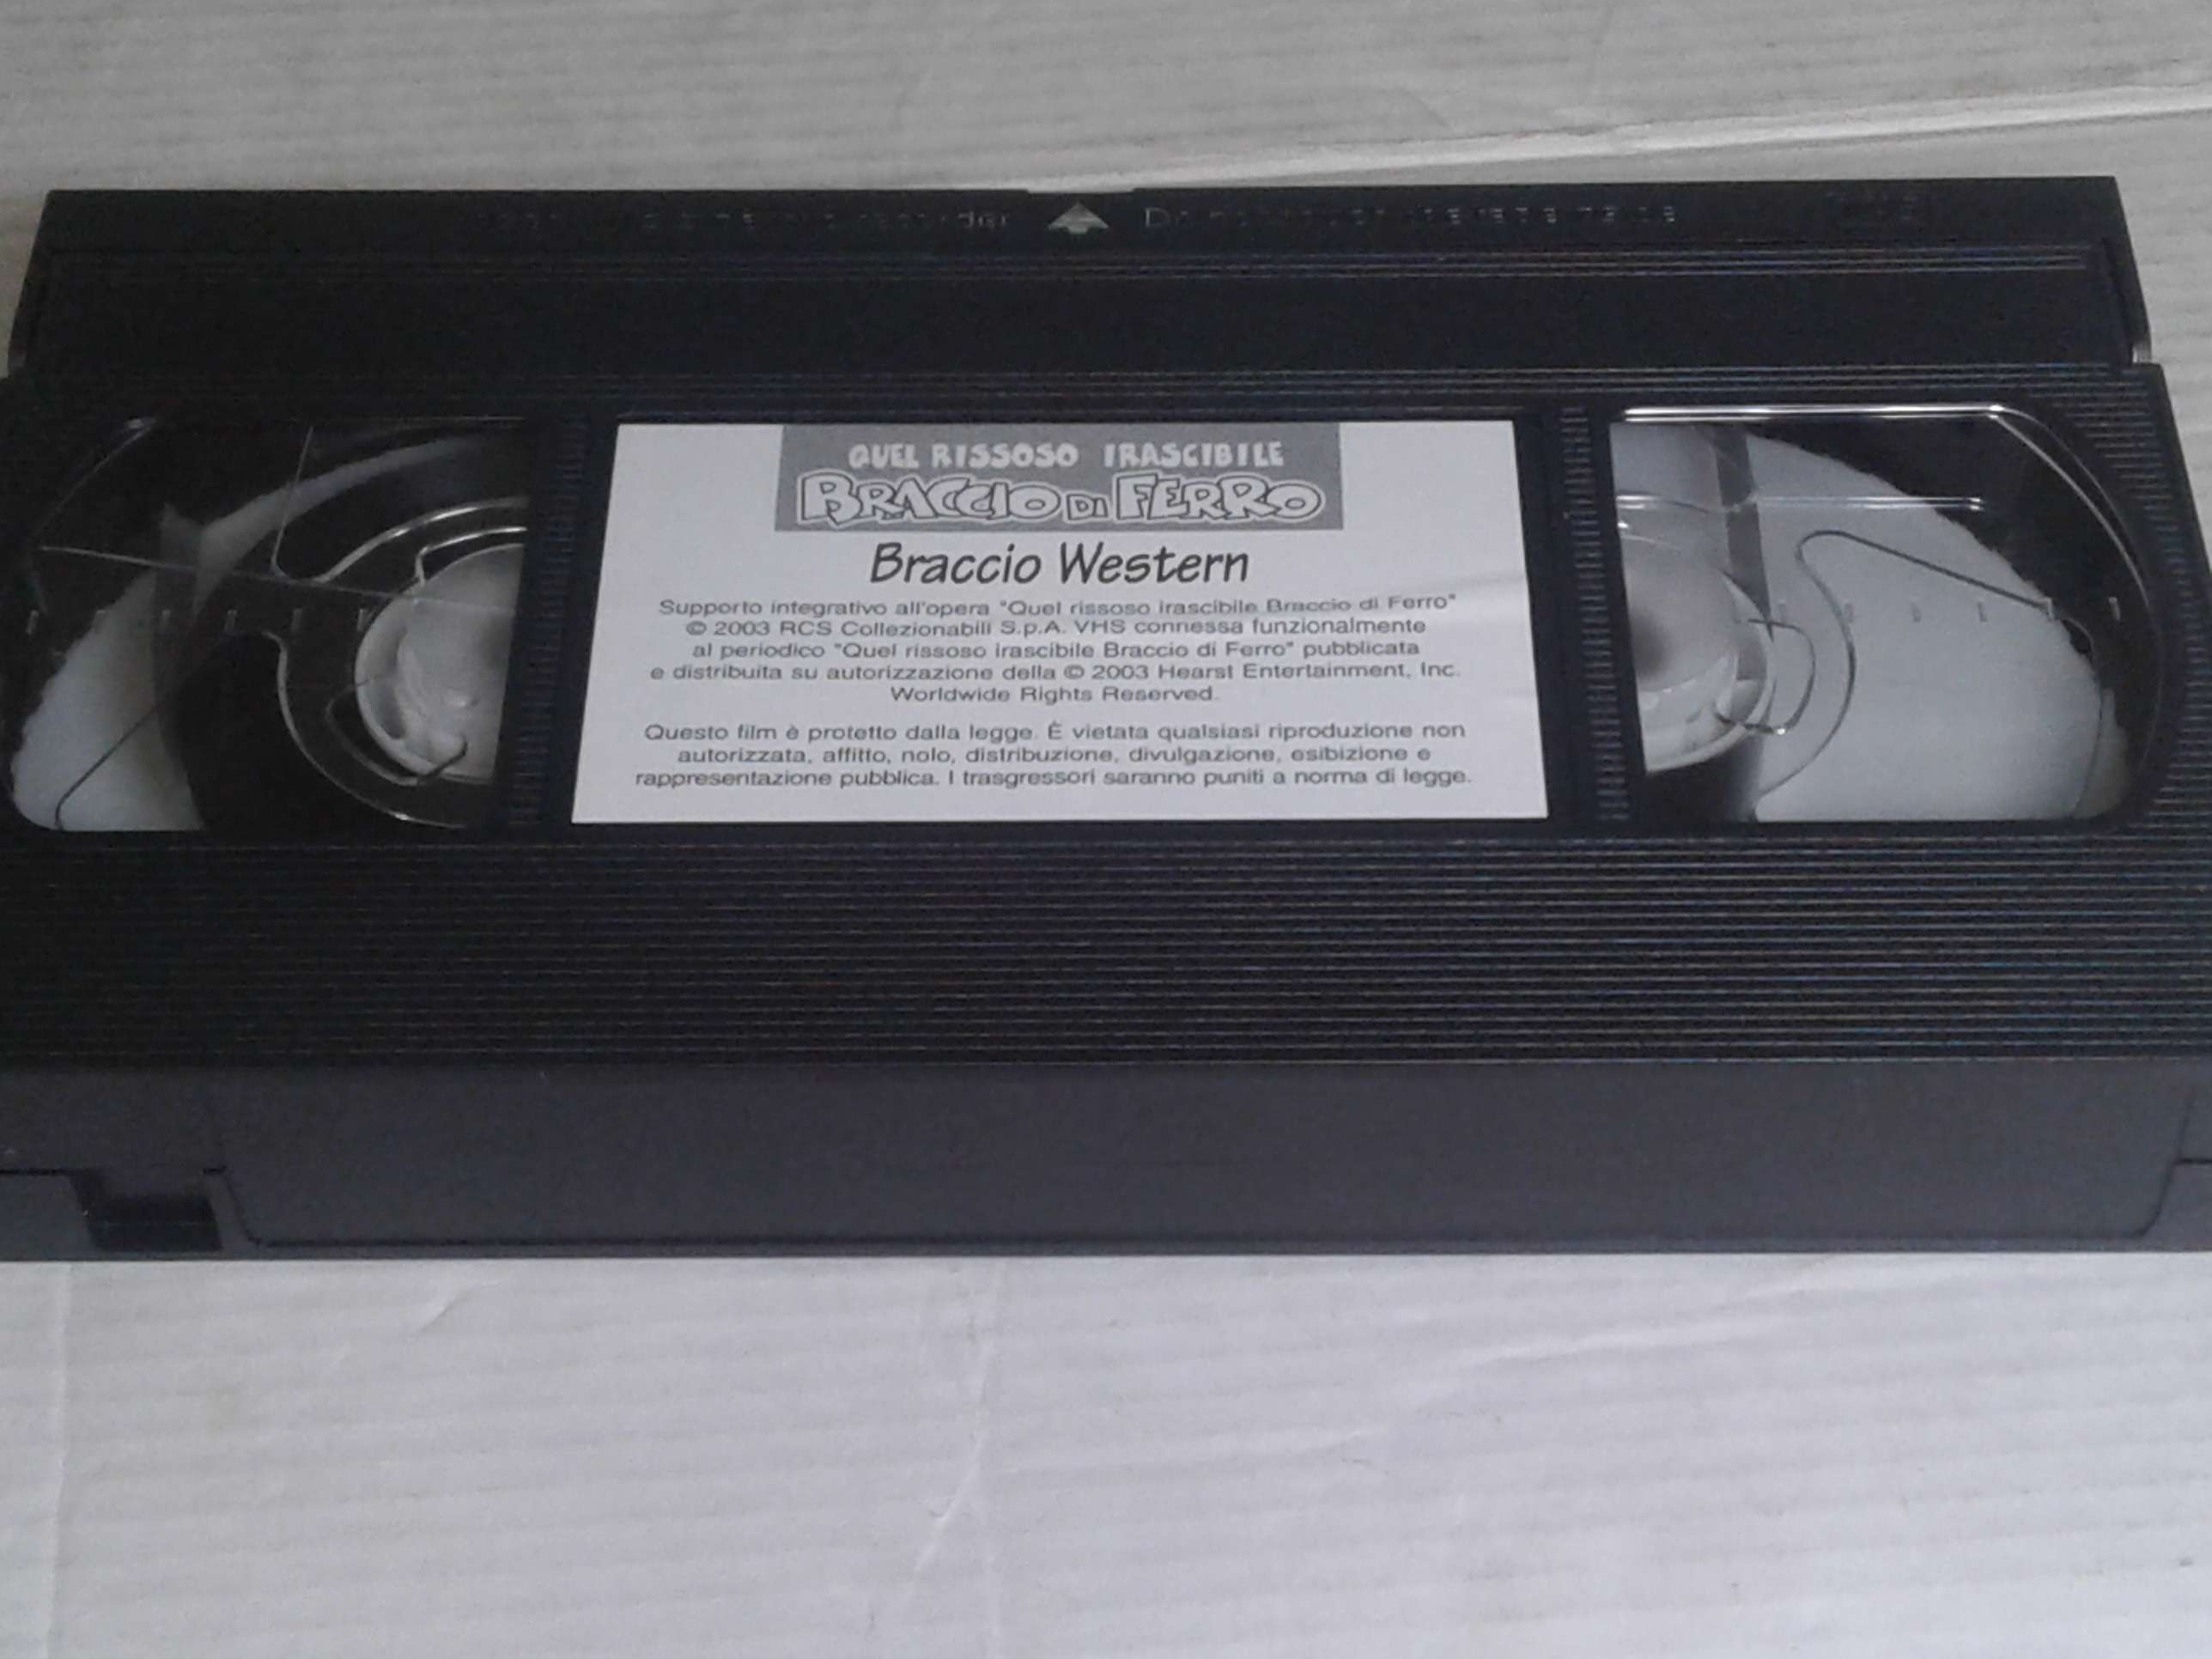 QUEL RISSOSO IRASCIBILE
BRACCIO DI FERRO
Braccio Western
Supporto integrativo all'opera "Quel rissoso irascibile Braccio di Ferro"
© 2003 RCS Collezionabili S.p.A. VHS connessa funzionalmente
al periodico "Quel rissoso irascibile Braccio di Ferro" pubblicata
e distribuita su autorizzazione della © 2003 Hearst Entertainment, Inc.
Worldwide Rights Reserved.
Questo film è protetto dalla legge. È vietata qualsiasi riproduzione non
autorizzata, affitto, nolo, distribuzione, divulgazione, esibizione e
rappresentazione pubblica. I trasgressori saranno puniti a norma di legge.